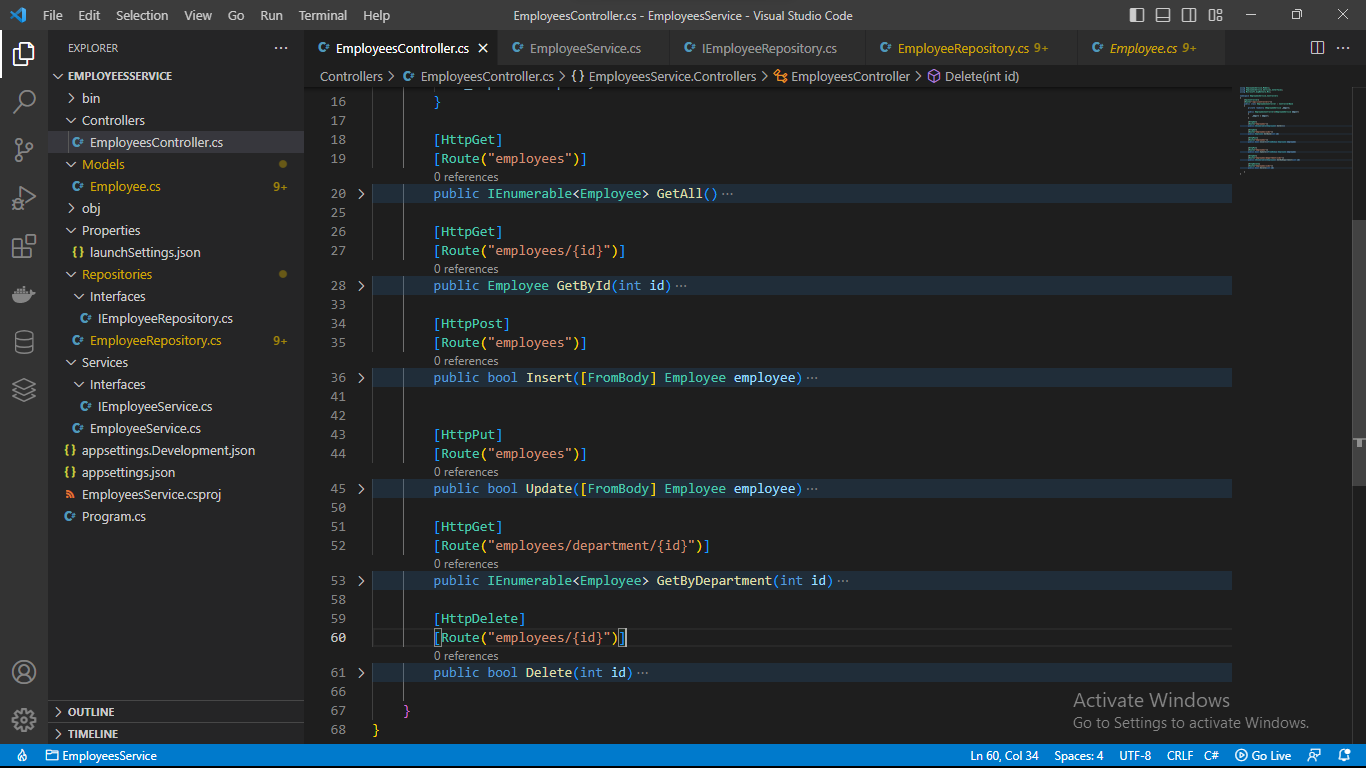 File Edit Selection View Go Run Terminal Help
EmployeesController.cs - EmployeesService - Visual Studio Code
EXPLORER
EMPLOYEESSERVICE
bin
Controllers
EmployeesController.cs
Models
Employee.cs 9+
obj
Properties
launchSettings.json
Repositories
Interfaces
IEmployeeRepository.cs
EmployeeRepository.cs 9+
Services
Interfaces
IEmployeeService.cs
EmployeeService.cs
appsettings.Development.json
appsettings.json
EmployeesService.csproj
Program.cs
OUTLINE
TIMELINE
EmployeesController.cs EmployeeService.cs IEmployeeRepository.cs EmployeeRepository.cs 9+ Employee.cs 9+
Controllers > EmployeesController.cs > {} EmployeesService.Controllers > EmployeesController > Delete(int id)
16 }
17
18 [HttpGet]
19 [Route("employees")]
0 references
20 public IEnumerable<Employee> GetAll() ···
25
26 [HttpGet]
27 [Route("employees/{id}")]
0 references
28 public Employee GetById(int id) ···
33
34 [HttpPost]
35 [Route("employees")]
0 references
36 public bool Insert([FromBody] Employee employee) ···
41
42
43 [HttpPut]
44 [Route("employees")]
0 references
45 public bool Update([FromBody] Employee employee) ···
50
51 [HttpGet]
52 [Route("employees/department/{id}")]
0 references
53 public IEnumerable<Employee> GetByDepartment(int id) ···
58
59 [HttpDelete]
60 [Route("employees/{id}")]
0 references
61 public bool Delete(int id) ···
66
67 }
68 }
Activate Windows
Go to Settings to activate Windows.
EmployeesService
Ln 60, Col 34 Spaces: 4 UTF-8 CRLF C# Go Live